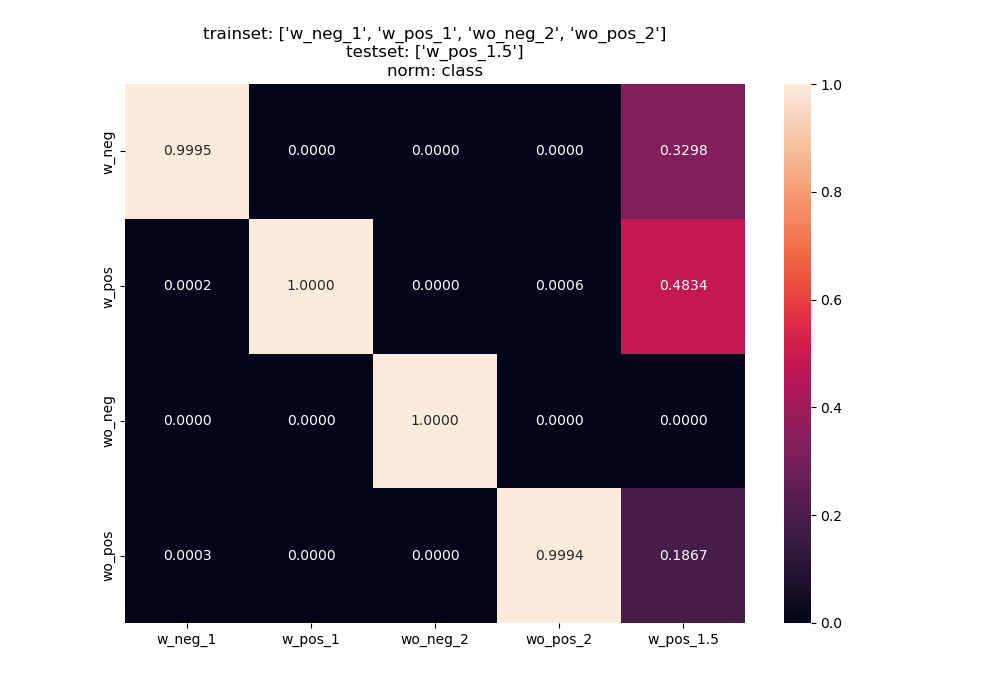 trainset: ['w_neg_1', 'w_pos_1', 'wo_neg_2', 'wo_pos_2']
testset: ['w_pos_1.5']
norm: class
w_neg
0.9995 0.0000 0.0000 0.0000 0.3298
w_pos
0.0002 1.0000 0.0000 0.0006 0.4834
wo_neg
0.0000 0.0000 1.0000 0.0000 0.0000
wo_pos
0.0003 0.0000 0.0000 0.9994 0.1867
w_neg_1 w_pos_1 wo_neg_2 wo_pos_2 w_pos_1.5
1.0
0.8
0.6
0.4
0.2
0.0